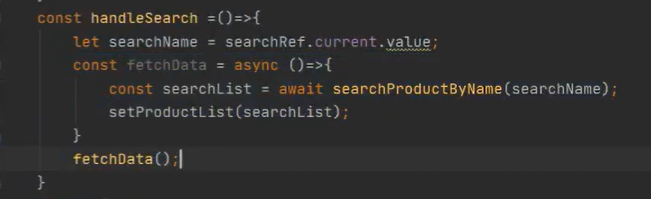 const handleSearch =()=>{
let searchName = searchRef.current.value;
const fetchData = async ()=>{
const searchList = await searchProductByName(searchName);
setProductList(searchList);
}
fetchData();
}